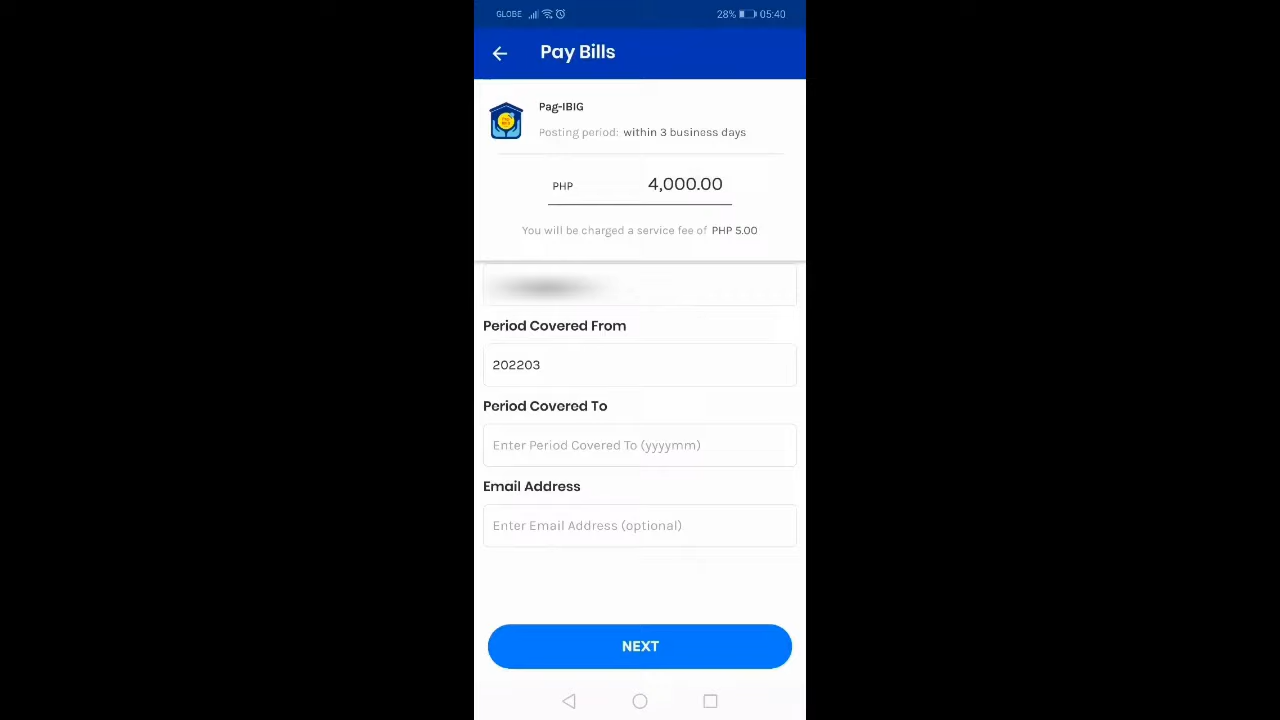 GLOBE 28% 05:40
Pay Bills
Pag-IBIG
Posting period: within 3 business days
PHP 4,000.00
You will be charged a service fee of PHP 5.00
Period Covered From
202203
Period Covered To
Enter Period Covered To (yyyymm)
Email Address
Enter Email Address (optional)
NEXT